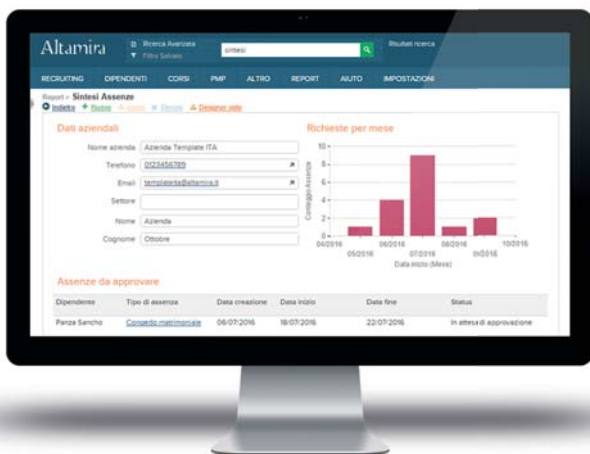 Altamira
Ricerca Avanzata
Filtro Salvato
sintesi
Risultati ricerca
RECRUITING DIPENDENTI CORSI PMP ALTRO REPORT AIUTO IMPOSTAZIONI
Report > Sintesi Assenze
Indietro Nuovo Elimina Designer vista
Dati aziendali
Nome azienda Azienda Template ITA
Telefono 0123456789
Email templateita@altamira.it
Settore
Nome Azienda
Cognome Ottobre
Richieste per mese
Conteggio Assenze
10
8
6
4
2
0
04/2016 06/2016 08/2016 10/2016
05/2016 07/2016 09/2016
Data inizio (Mese)
Assenze da approvare
Dipendente Tipo di assenza Data creazione Data inizio Data fine Status
Panza Sancho Congedo matrimoniale 06/07/2016 18/07/2016 22/07/2016 In attesa di approvazione